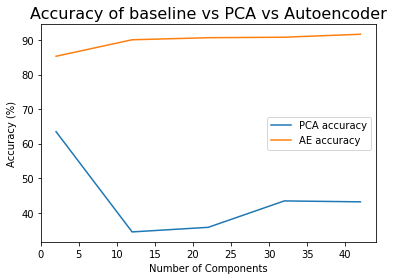 Accuracy of baseline vs PCA vs Autoencoder
90
80
70
60
50
40
Accuracy (%)
PCA accuracy
AE accuracy
0 5 10 15 20 25 30 35 40
Number of Components